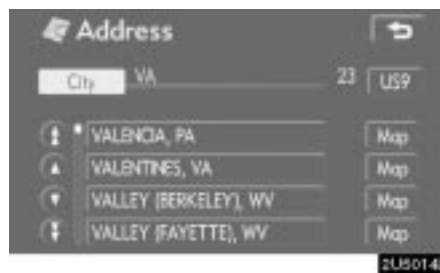 Address
City VA 23 US9
VALENCIA, PA Map
VALENTINES, VA Map
VALLEY (BERKELEY), WV Map
VALLEY (FAYETTE), WV Map
2U5014